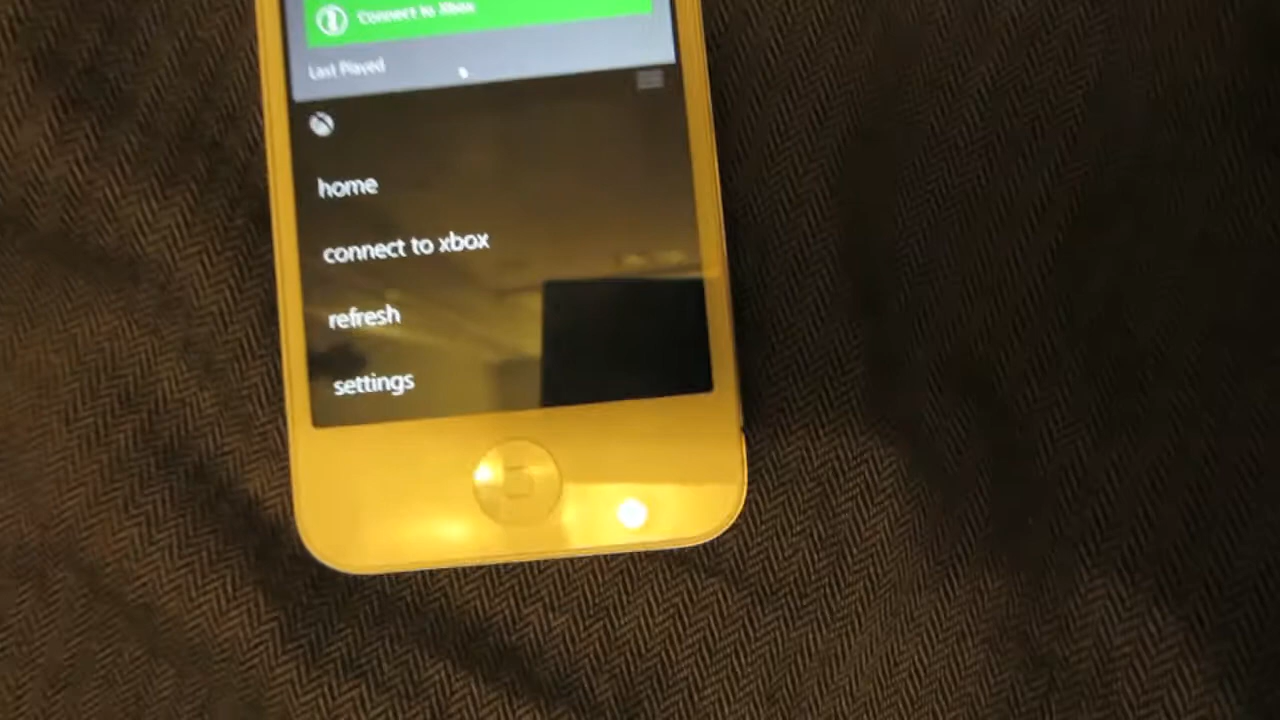 Connect to Xbox
Last Played
home
connect to xbox
refresh
settings